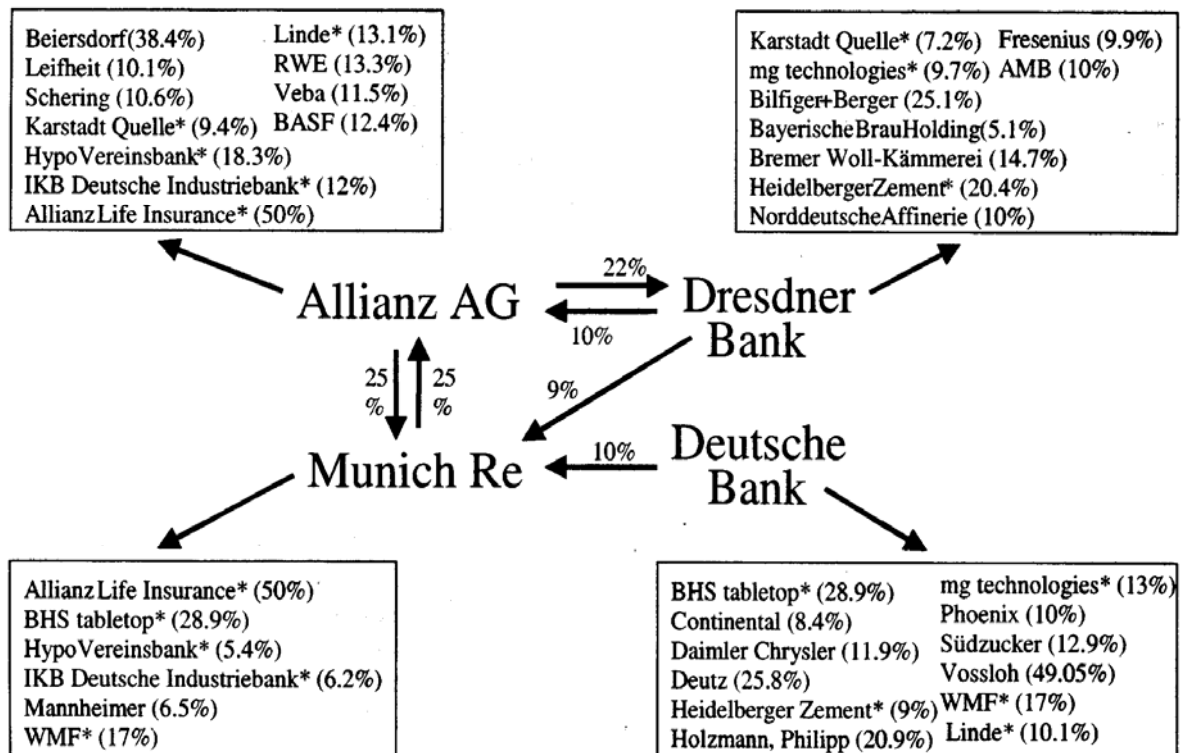 Beiersdorf(38.4%) Linde* (13.1%)
Leifheit (10.1%) RWE (13.3%)
Schering (10.6%) Veba (11.5%)
Karstadt Quelle* (9.4%) BASF (12.4%)
HypoVereinsbank* (18.3%)
IKB Deutsche Industriebank* (12%)
Allianz Life Insurance* (50%)
Karstadt Quelle* (7.2%) Fresenius (9.9%)
mg technologies* (9.7%) AMB (10%)
Bilfiger+Berger (25.1%)
BayerischeBrauHolding(5.1%)
Bremer Woll-Kämmerei (14.7%)
HeidelbergerZement* (20.4%)
NorddeutscheAffinerie (10%)
22%
Allianz AG
Dresdner
Bank
10%
25
%
25
%
9%
10%
Munich Re
Deutsche
Bank
Allianz Life Insurance* (50%)
BHS tabletop* (28.9%)
HypoVereinsbank* (5.4%)
IKB Deutsche Industriebank* (6.2%)
Mannheimer (6.5%)
WMF* (17%)
BHS tabletop* (28.9%) mg technologies* (13%)
Continental (8.4%) Phoenix (10%)
Daimler Chrysler (11.9%) Südzucker (12.9%)
Deutz (25.8%) Vossloh (49.05%)
Heidelberger Zement* (9%) WMF* (17%)
Holzmann, Philipp (20.9%) Linde* (10.1%)